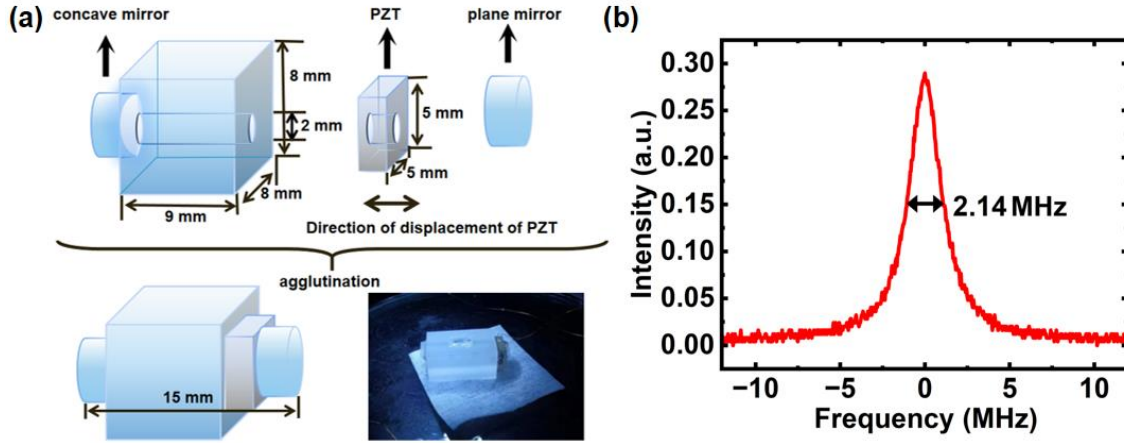 (a)
concave mirror
PZT
plane mirror
8 mm
2 mm
8 mm
9 mm
5 mm
5 mm
Direction of displacement of PZT
agglutination
15 mm
(b)
Intensity (a.u.)
0.30
0.25
0.20
0.15
0.10
0.05
0.00
2.14 MHz
−10
−5
0
5
10
Frequency (MHz)